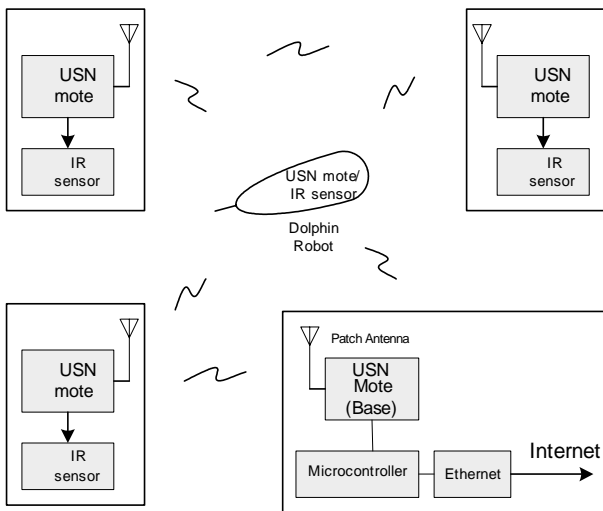 USN
mote
IR
sensor
USN
mote
IR
sensor
USN mote/
IR sensor
Dolphin
Robot
USN
mote
IR
sensor
Patch Antenna
USN
Mote
(Base)
Microcontroller
Ethernet
Internet